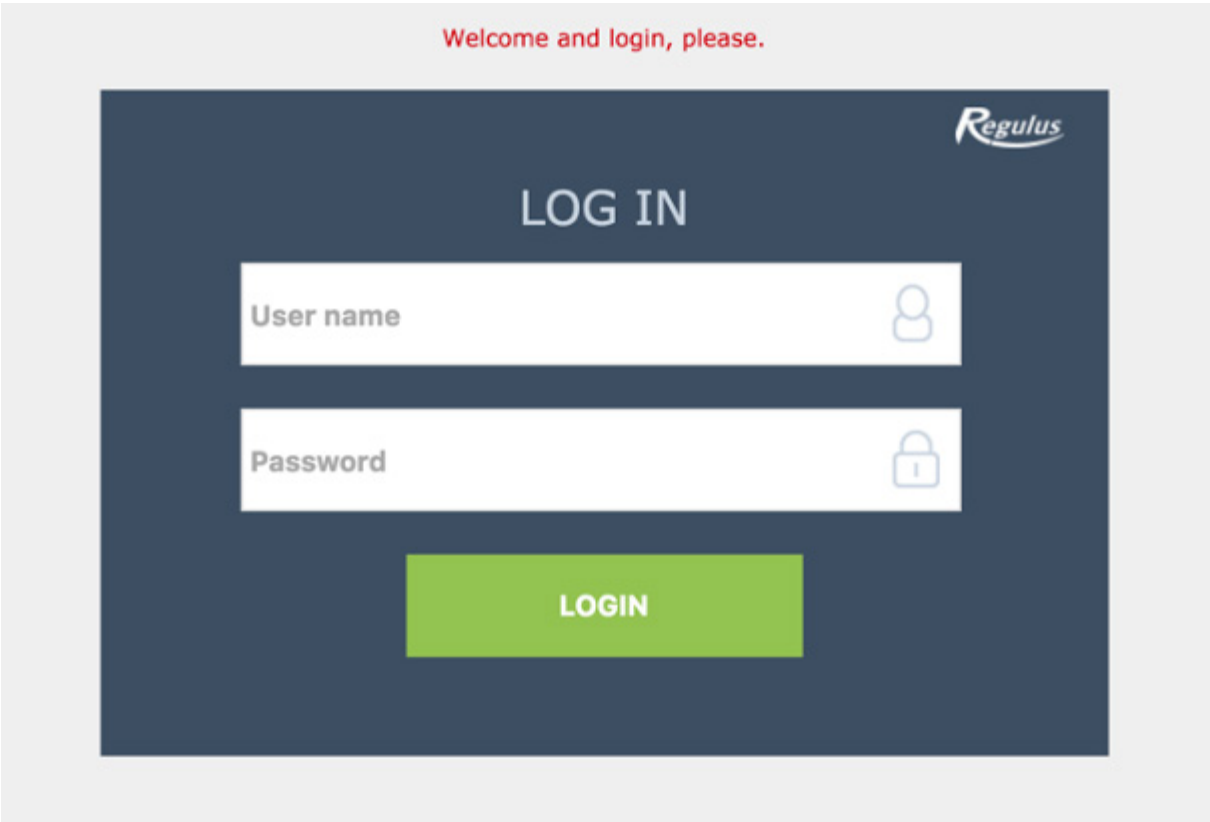 Welcome and login, please.
Regulus
LOG IN
User name
Password
LOGIN